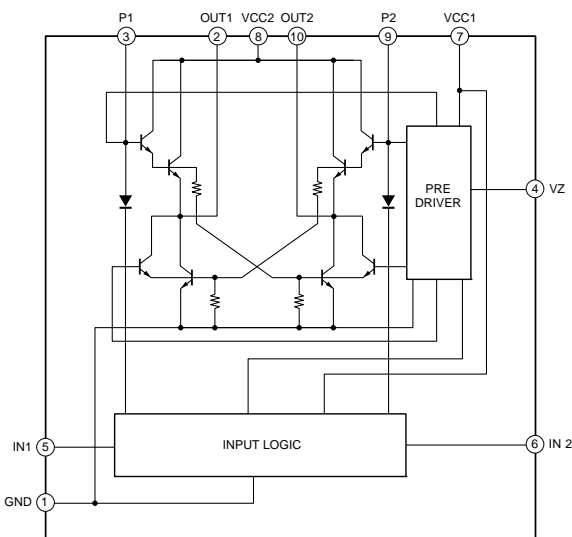 P1 OUT1 VCC2 OUT2 P2 VCC1
3 2 8 10 9 7
PRE
DRIVER
4 VZ
INPUT LOGIC
IN1 5
6 IN 2
GND 1